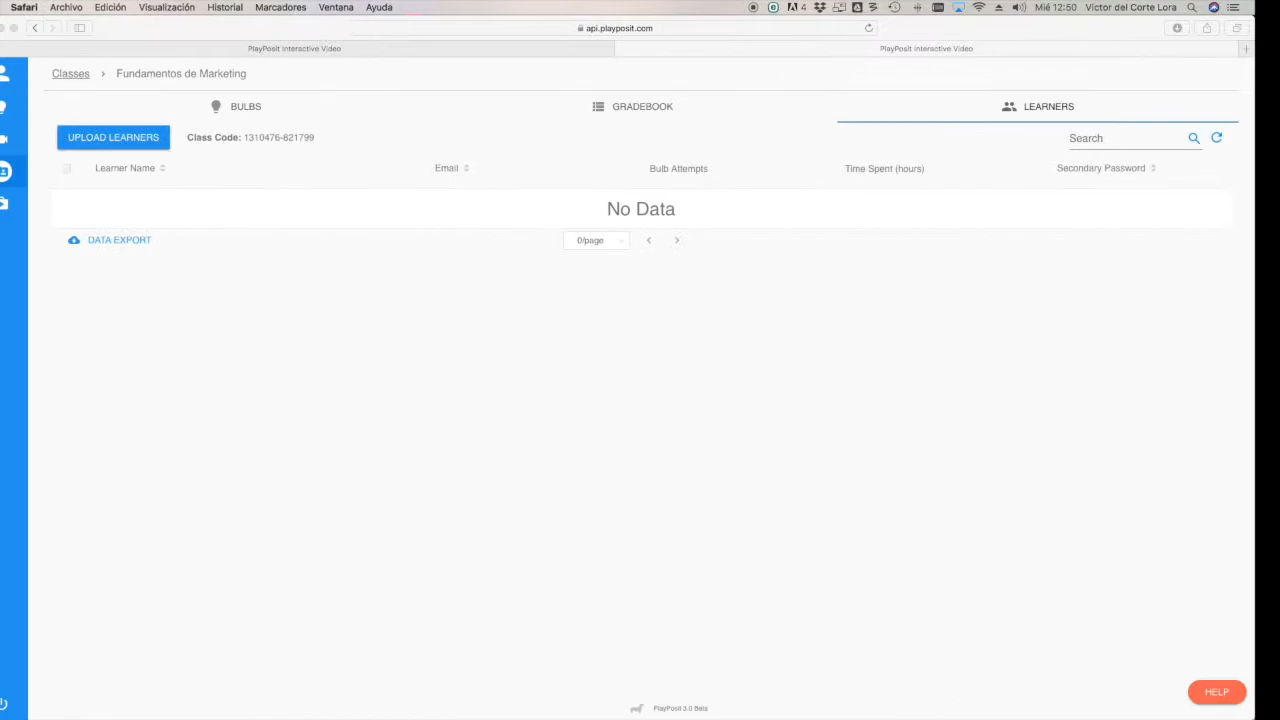 Safari Archivo Edición Visualización Historial Marcadores Ventana Ayuda 4 Mié 12:50 Víctor del Corte Lora
api.playposit.com
PlayPosit Interactive Video PlayPosit Interactive Video
Classes > Fundamentos de Marketing
BULBS GRADEBOOK LEARNERS
UPLOAD LEARNERS Class Code: 1310476-821799 Search
Learner Name Email Bulb Attempts Time Spent (hours) Secondary Password
No Data
DATA EXPORT 0/page < >
HELP
PlayPosit 3.0 Beta